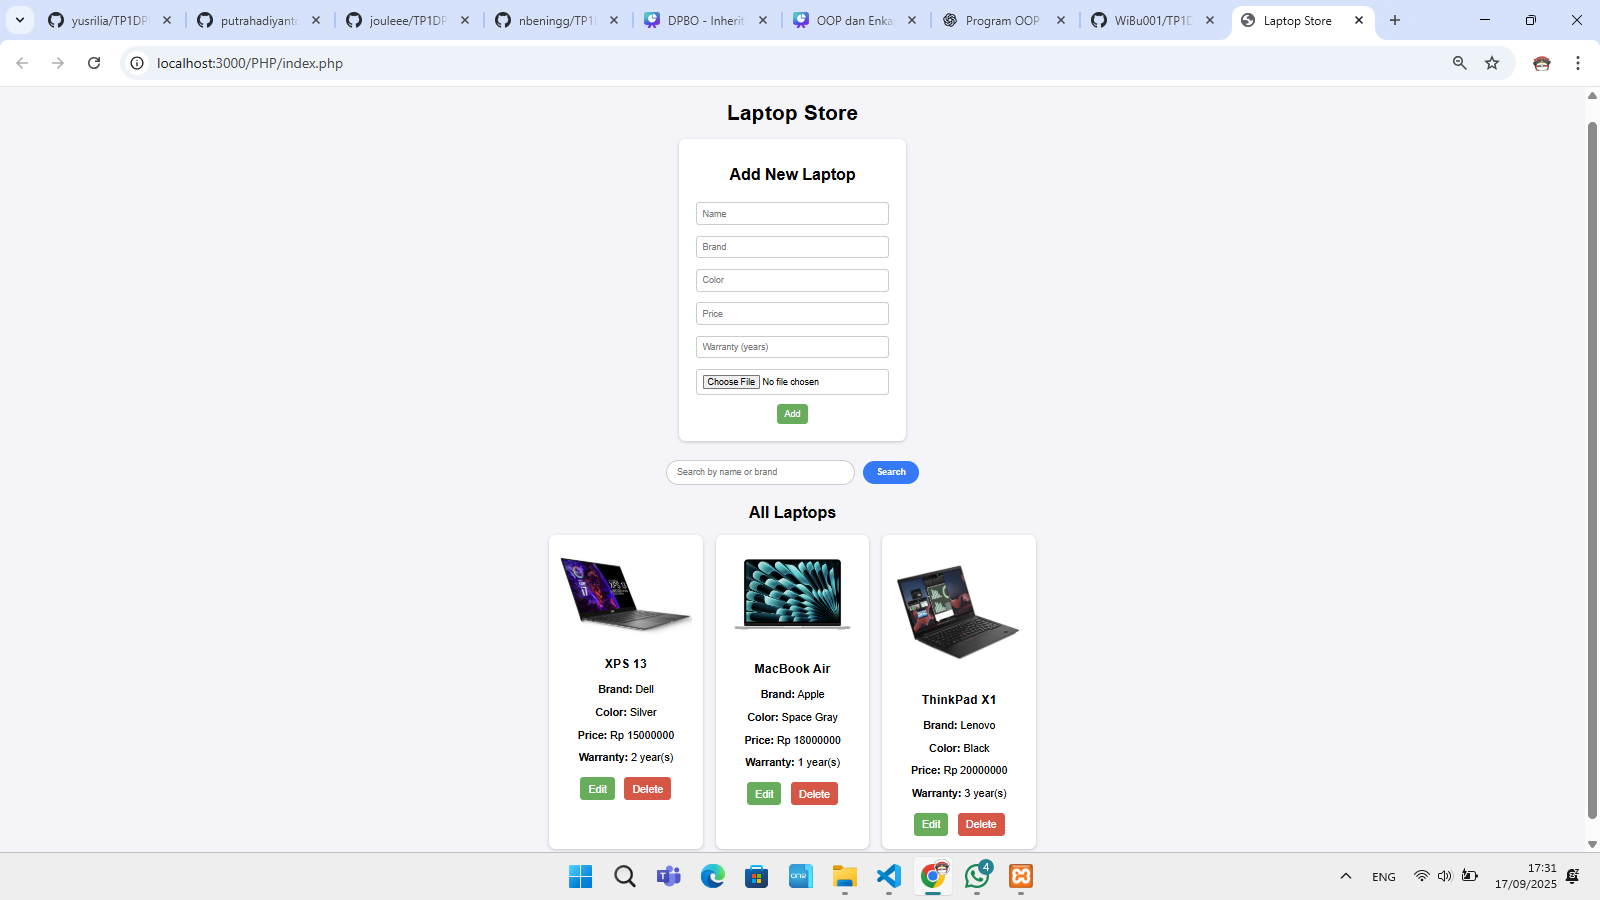 yusrilia/TP1DP
putrahadiyant
jouleee/TP1DP
nbeningg/TP1
DPBO - Inherit
OOP dan Enka
Program OOP
WiBu001/TP1D
Laptop Store
localhost:3000/PHP/index.php
Laptop Store
Add New Laptop
Name
Brand
Color
Price
Warranty (years)
Choose File No file chosen
Add
Search by name or brand
Search
All Laptops
XPS 13
Brand: Dell
Color: Silver
Price: Rp 15000000
Warranty: 2 year(s)
Edit Delete
MacBook Air
Brand: Apple
Color: Space Gray
Price: Rp 18000000
Warranty: 1 year(s)
Edit Delete
ThinkPad X1
Brand: Lenovo
Color: Black
Price: Rp 20000000
Warranty: 3 year(s)
Edit Delete
4
ENG
17:31
17/09/2025